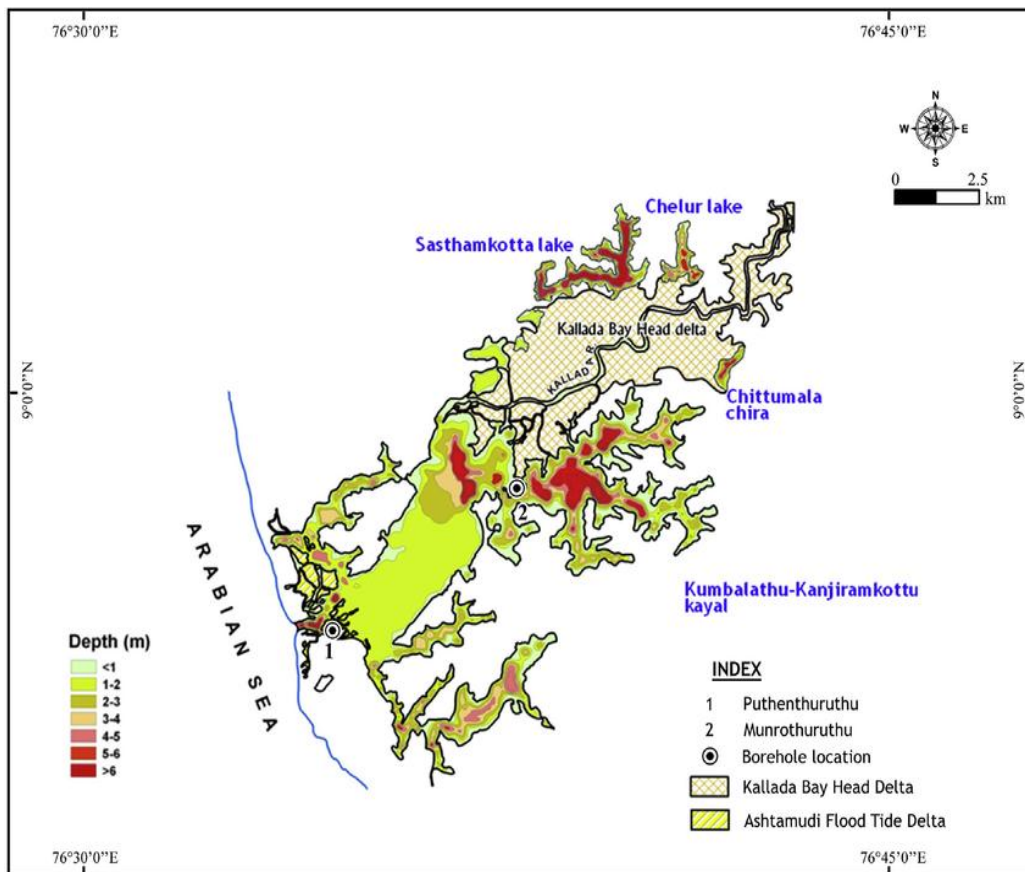 76°30'0''E
76°45'0''E
N
W
E
S
0
2.5
km
Chelur lake
Sasthamkotta lake
Kallada Bay Head delta
KALLADA R
9°0'0''N
9°0'0''N
Chittumala
chira
2
ARABIAN SEA
Kumbalathu-Kanjiramkottu
kayal
1
Depth (m)
<1
1-2
2-3
3-4
4-5
5-6
>6
INDEX
1 Puthenthuruthu
2 Munrothuruthu
Borehole location
Kallada Bay Head Delta
Ashtamudi Flood Tide Delta
76°30'0''E
76°45'0''E